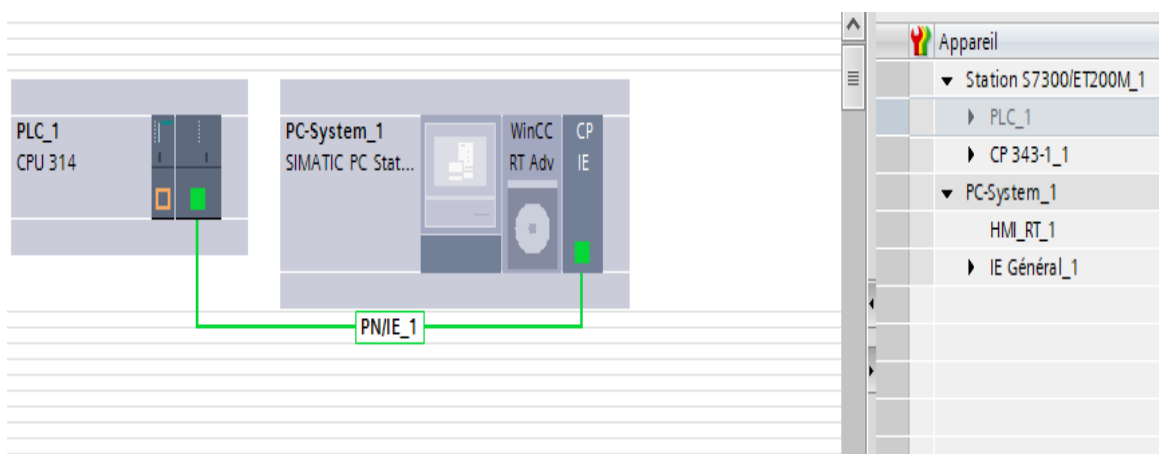 PLC_1
CPU 314
PC-System_1
SIMATIC PC Stat...
WinCC
RT Adv
CP
IE
PN/IE_1
Appareil
Station S7300/ET200M_1
PLC_1
CP 343-1_1
PC-System_1
HMI_RT_1
IE Général_1